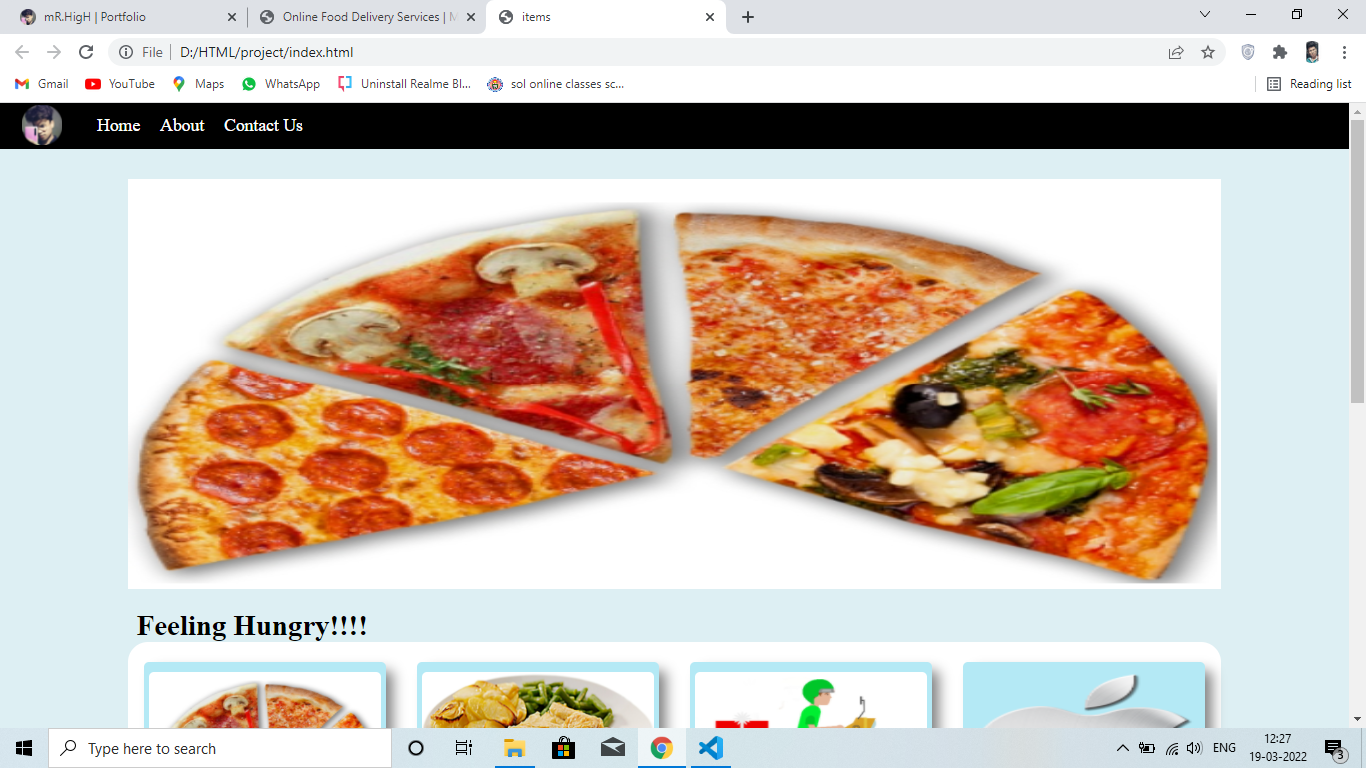 mR.HigH | Portfolio
Online Food Delivery Services | M
items
File
D:/HTML/project/index.html
Gmail
YouTube
Maps
WhatsApp
Uninstall Realme Bl...
sol online classes sc...
Reading list
Home
About
Contact Us
Feeling Hungry!!!!
Type here to search
ENG
12:27
19-03-2022
3